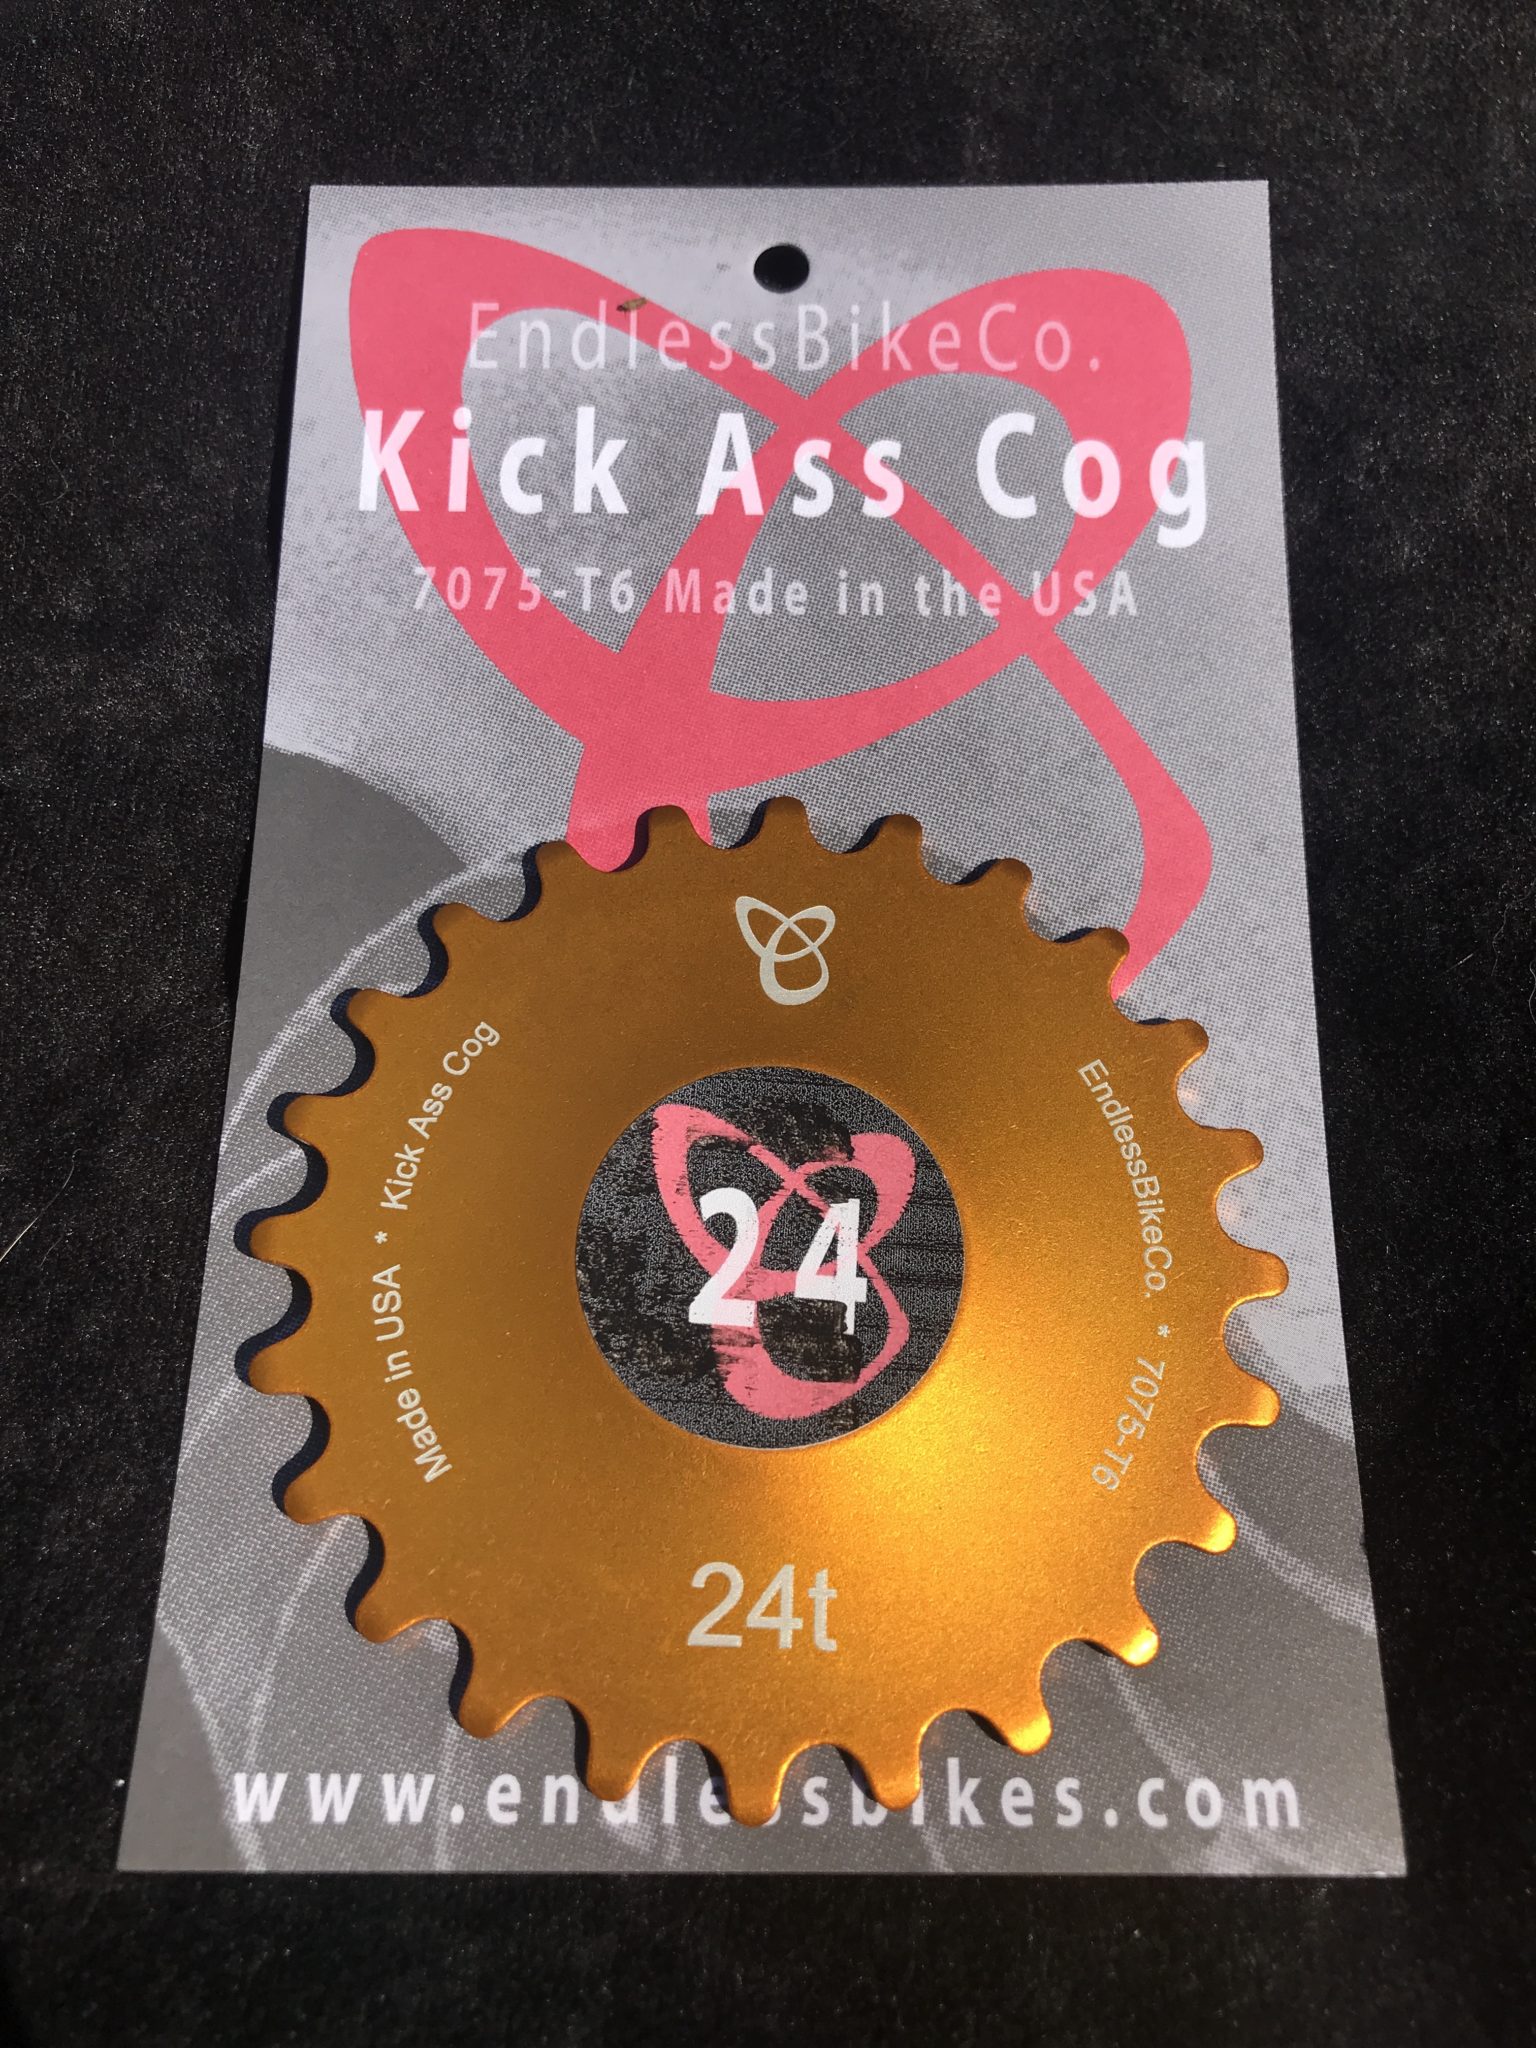 EndlessBikeCo.
Kick Ass Cog
7075-T6 Made in the USA
Made in USA * Kick Ass Cog
EndlessBikeCo. * 7075-T6
24
24t
www.endlessbikes.com